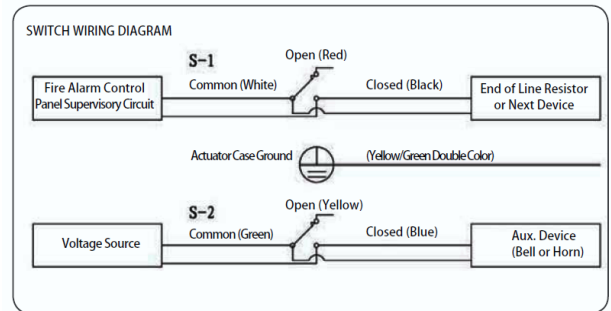 SWITCH WIRING DIAGRAM
S-1
Open (Red)
Common (White)
Closed (Black)
Fire Alarm Control
Panel Supervisory Circuit
End of Line Resistor
or Next Device
Actuator Case Ground
(Yellow/Green Double Color)
S-2
Open (Yellow)
Common (Green)
Closed (Blue)
Voltage Source
Aux. Device
(Bell or Horn)